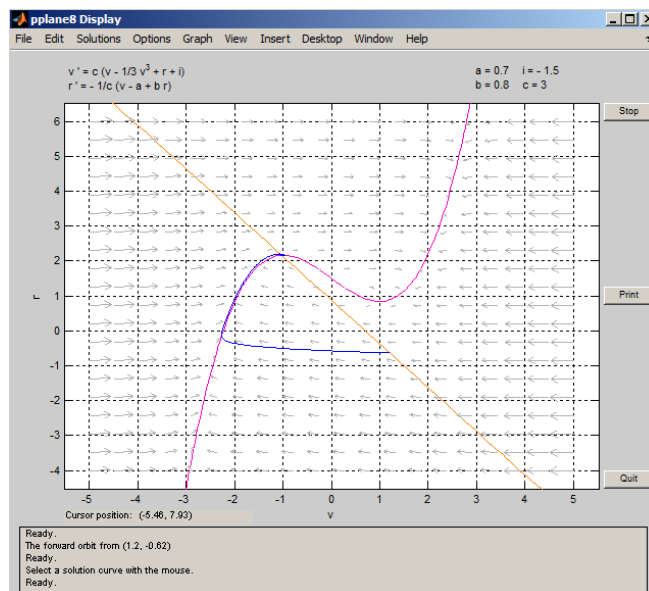 pplane8 Display
File Edit Solutions Options Graph View Insert Desktop Window Help
v ' = c (v - 1/3 v³ + r + i)
r ' = - 1/c (v - a + b r)
a = 0.7 i = - 1.5
b = 0.8 c = 3
Stop
6
5
4
3
2
1
0
-1
-2
-3
-4
r
Print
Quit
-5 -4 -3 -2 -1 0 1 2 3 4 5
v
Cursor position: (-5.46, 7.93)
Ready.
The forward orbit from (1.2, -0.62)
Ready.
Select a solution curve with the mouse.
Ready.